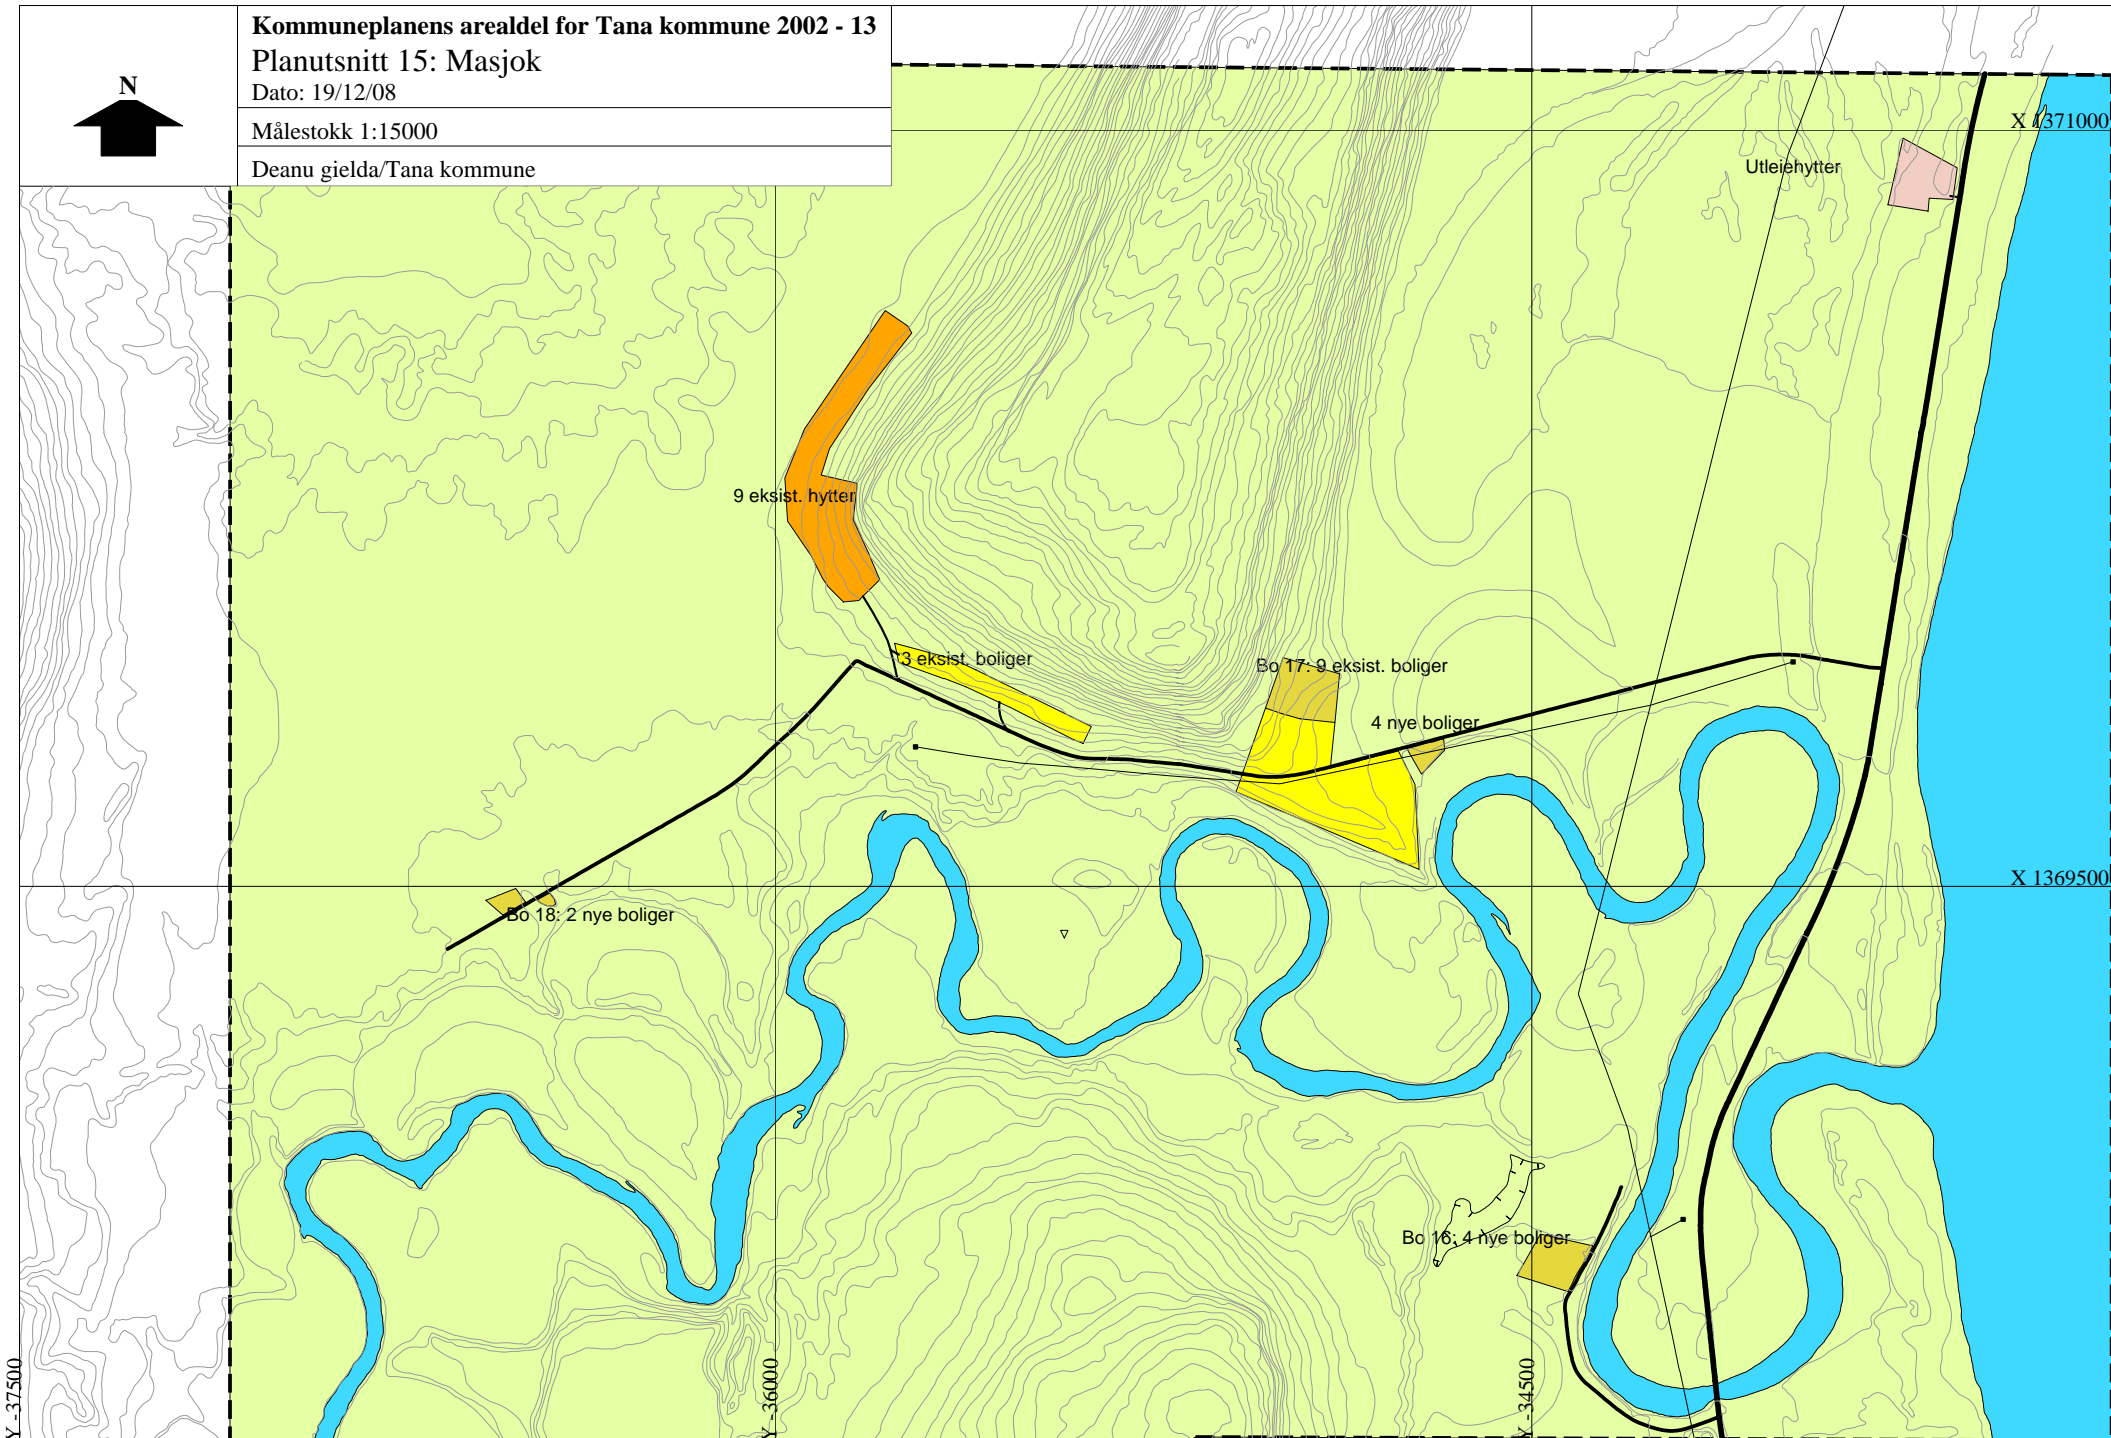 Kommuneplanens arealdel for Tana kommune 2002 - 13
Planutsnitt 15: Masjok
Dato: 19/12/08
Målestokk 1:15000
Deanu gielda/Tana kommune
N
X 1371000
Utleiehytter
9 eksist. hytter
3 eksist. boliger
Bo 17: 9 eksist. boliger
4 nye boliger
X 1369500
Bo 18: 2 nye boliger
Bo 16: 4 nye boliger
Y -37500
Y -36000
Y -34500